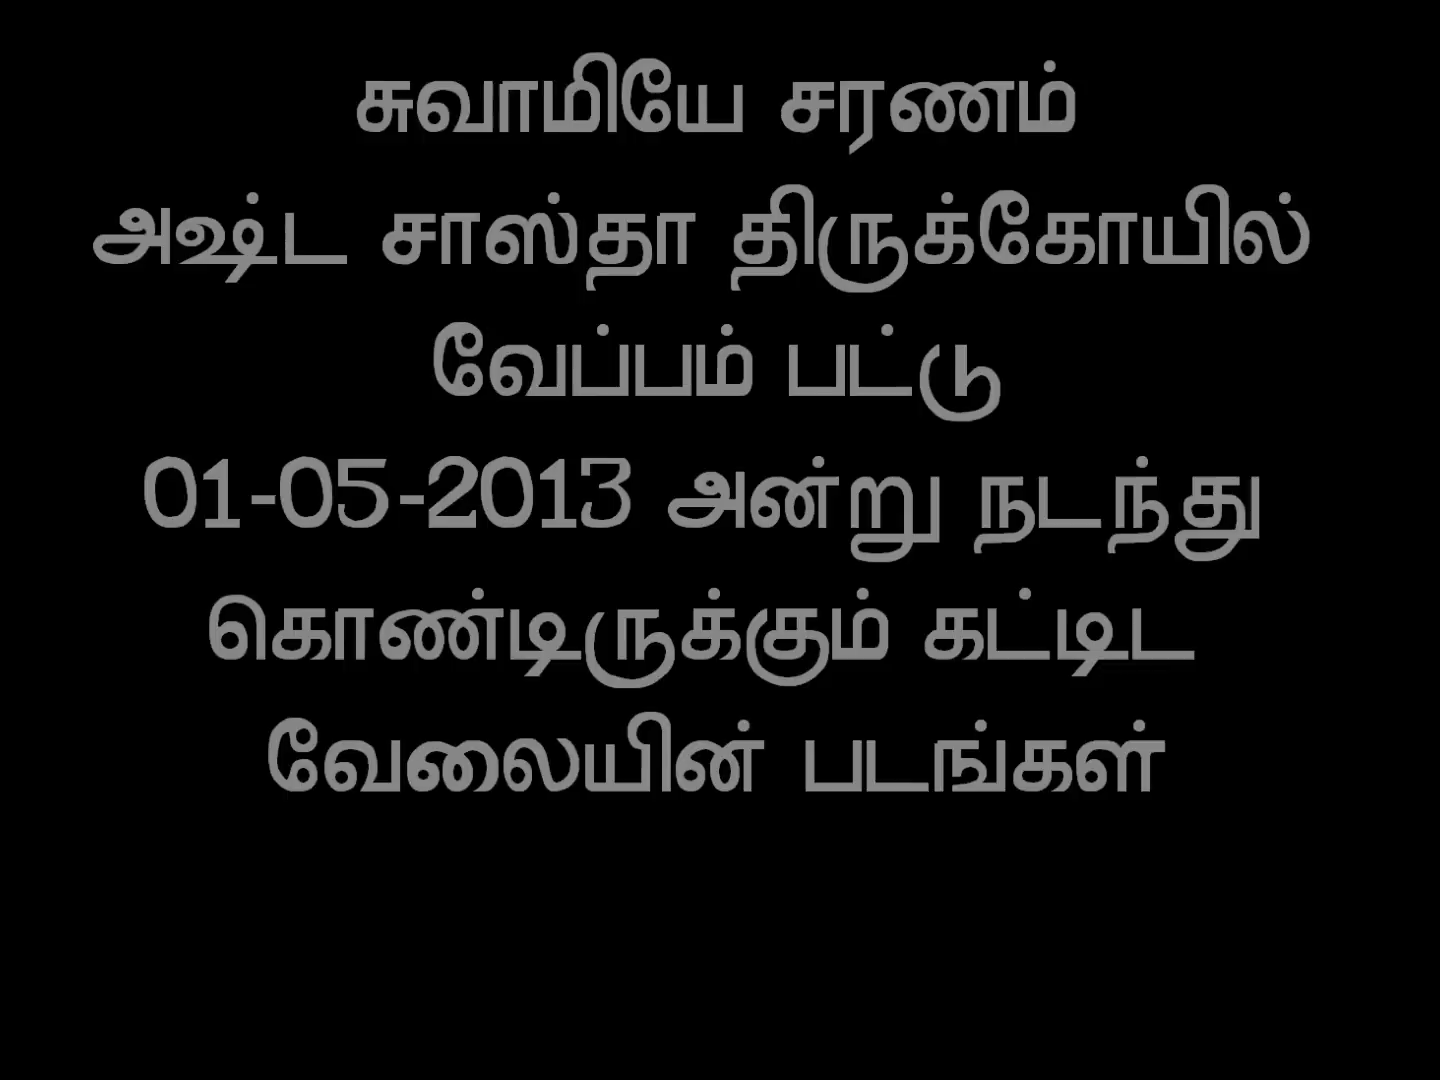 சுவாமியே சரணம்
அஷ்ட சாஸ்தா திருக்கோயில்
வேப்பம் பட்டு
01-05-2013 அன்று நடந்து
கொண்டிருக்கும் கட்டிட
வேலையின் படங்கள்